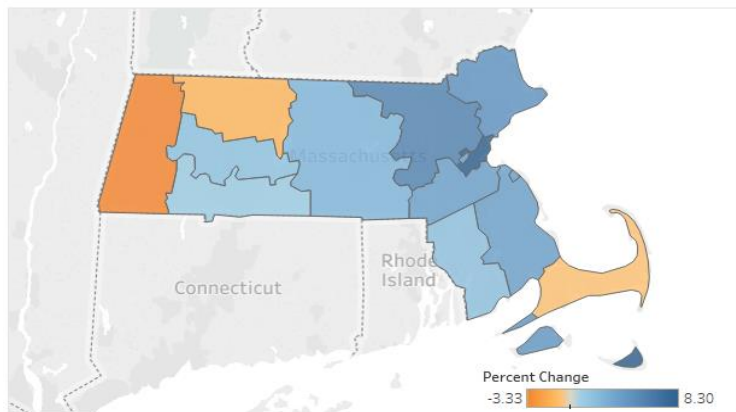 Massachusetts
Rhode
Island
Connecticut
Percent Change
-3.33
8.30